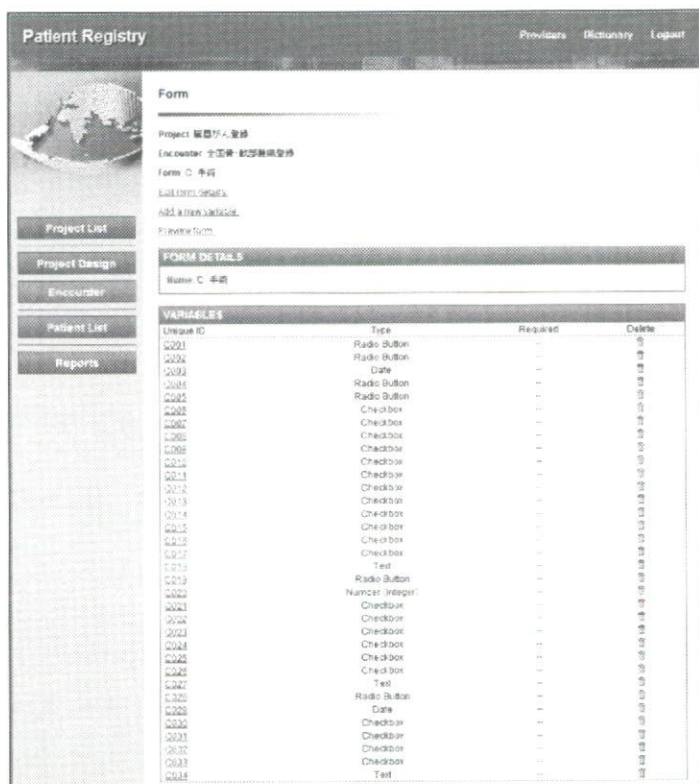 Patient Registry
Providers Dictionary Logout
Form
Project 臓器がん登録
Encounter 全国骨・軟部腫瘍登録
Form C. 手術
Edit form details.
Add a new variable.
Preview form.
Project List
Project Design
Encounter
Patient List
Reports
FORM DETAILS
Name: C. 手術
VARIABLES
Unique ID Type Required Delete
C001 Radio Button --
C002 Radio Button --
C003 Date --
C004 Radio Button --
C005 Radio Button --
C006 Checkbox --
C007 Checkbox --
C008 Checkbox --
C009 Checkbox --
C010 Checkbox --
C011 Checkbox --
C012 Checkbox --
C013 Checkbox --
C014 Checkbox --
C015 Checkbox --
C016 Checkbox --
C017 Checkbox --
C018 Text --
C019 Radio Button --
C020 Number (Integer) --
C021 Checkbox --
C022 Checkbox --
C023 Checkbox --
C024 Checkbox --
C025 Checkbox --
C026 Checkbox --
C027 Text --
C028 Radio Button --
C029 Date --
C030 Checkbox --
C031 Checkbox --
C032 Checkbox --
C033 Checkbox --
C034 Text --